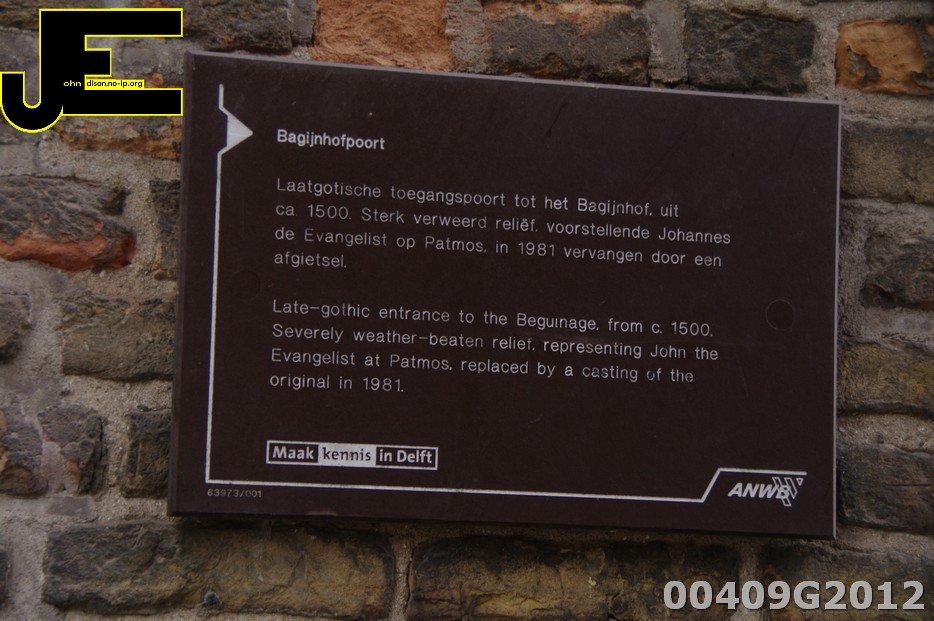 JE
ohn dison.no-ip.org
Bagijnhofpoort
Laatgotische toegangspoort tot het Bagijnhof, uit
ca. 1500. Sterk verweerd reliëf, voorstellende Johannes
de Evangelist op Patmos, in 1981 vervangen door een
afgietsel.
Late-gothic entrance to the Beguinage, from c. 1500.
Severely weather-beaten relief, representing John the
Evangelist at Patmos, replaced by a casting of the
original in 1981.
Maak kennis in Delft
63973/001
ANWB
00409G2012